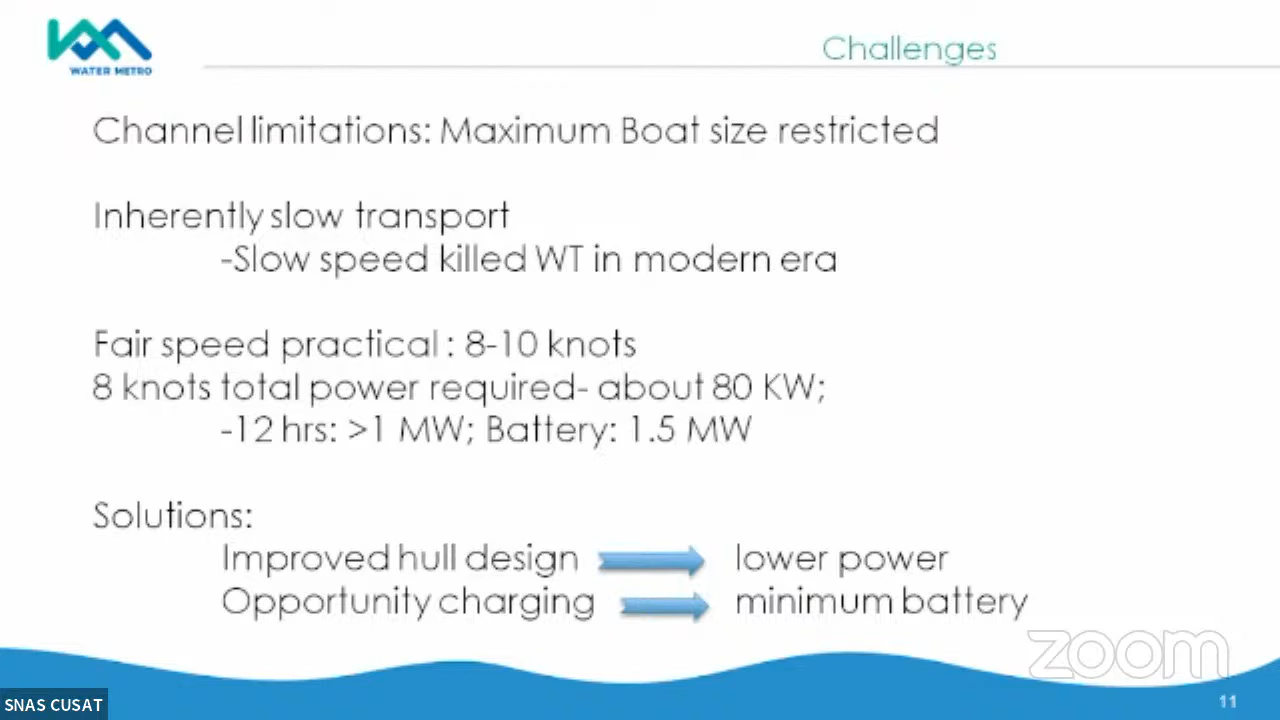 WATER METRO
Challenges
Channel limitations: Maximum Boat size restricted
Inherently slow transport
-Slow speed killed WT in modern era
Fair speed practical : 8-10 knots
8 knots total power required- about 80 KW;
-12 hrs: >1 MW; Battery: 1.5 MW
Solutions:
Improved hull design lower power
Opportunity charging minimum battery
zoom
SNAS CUSAT
11